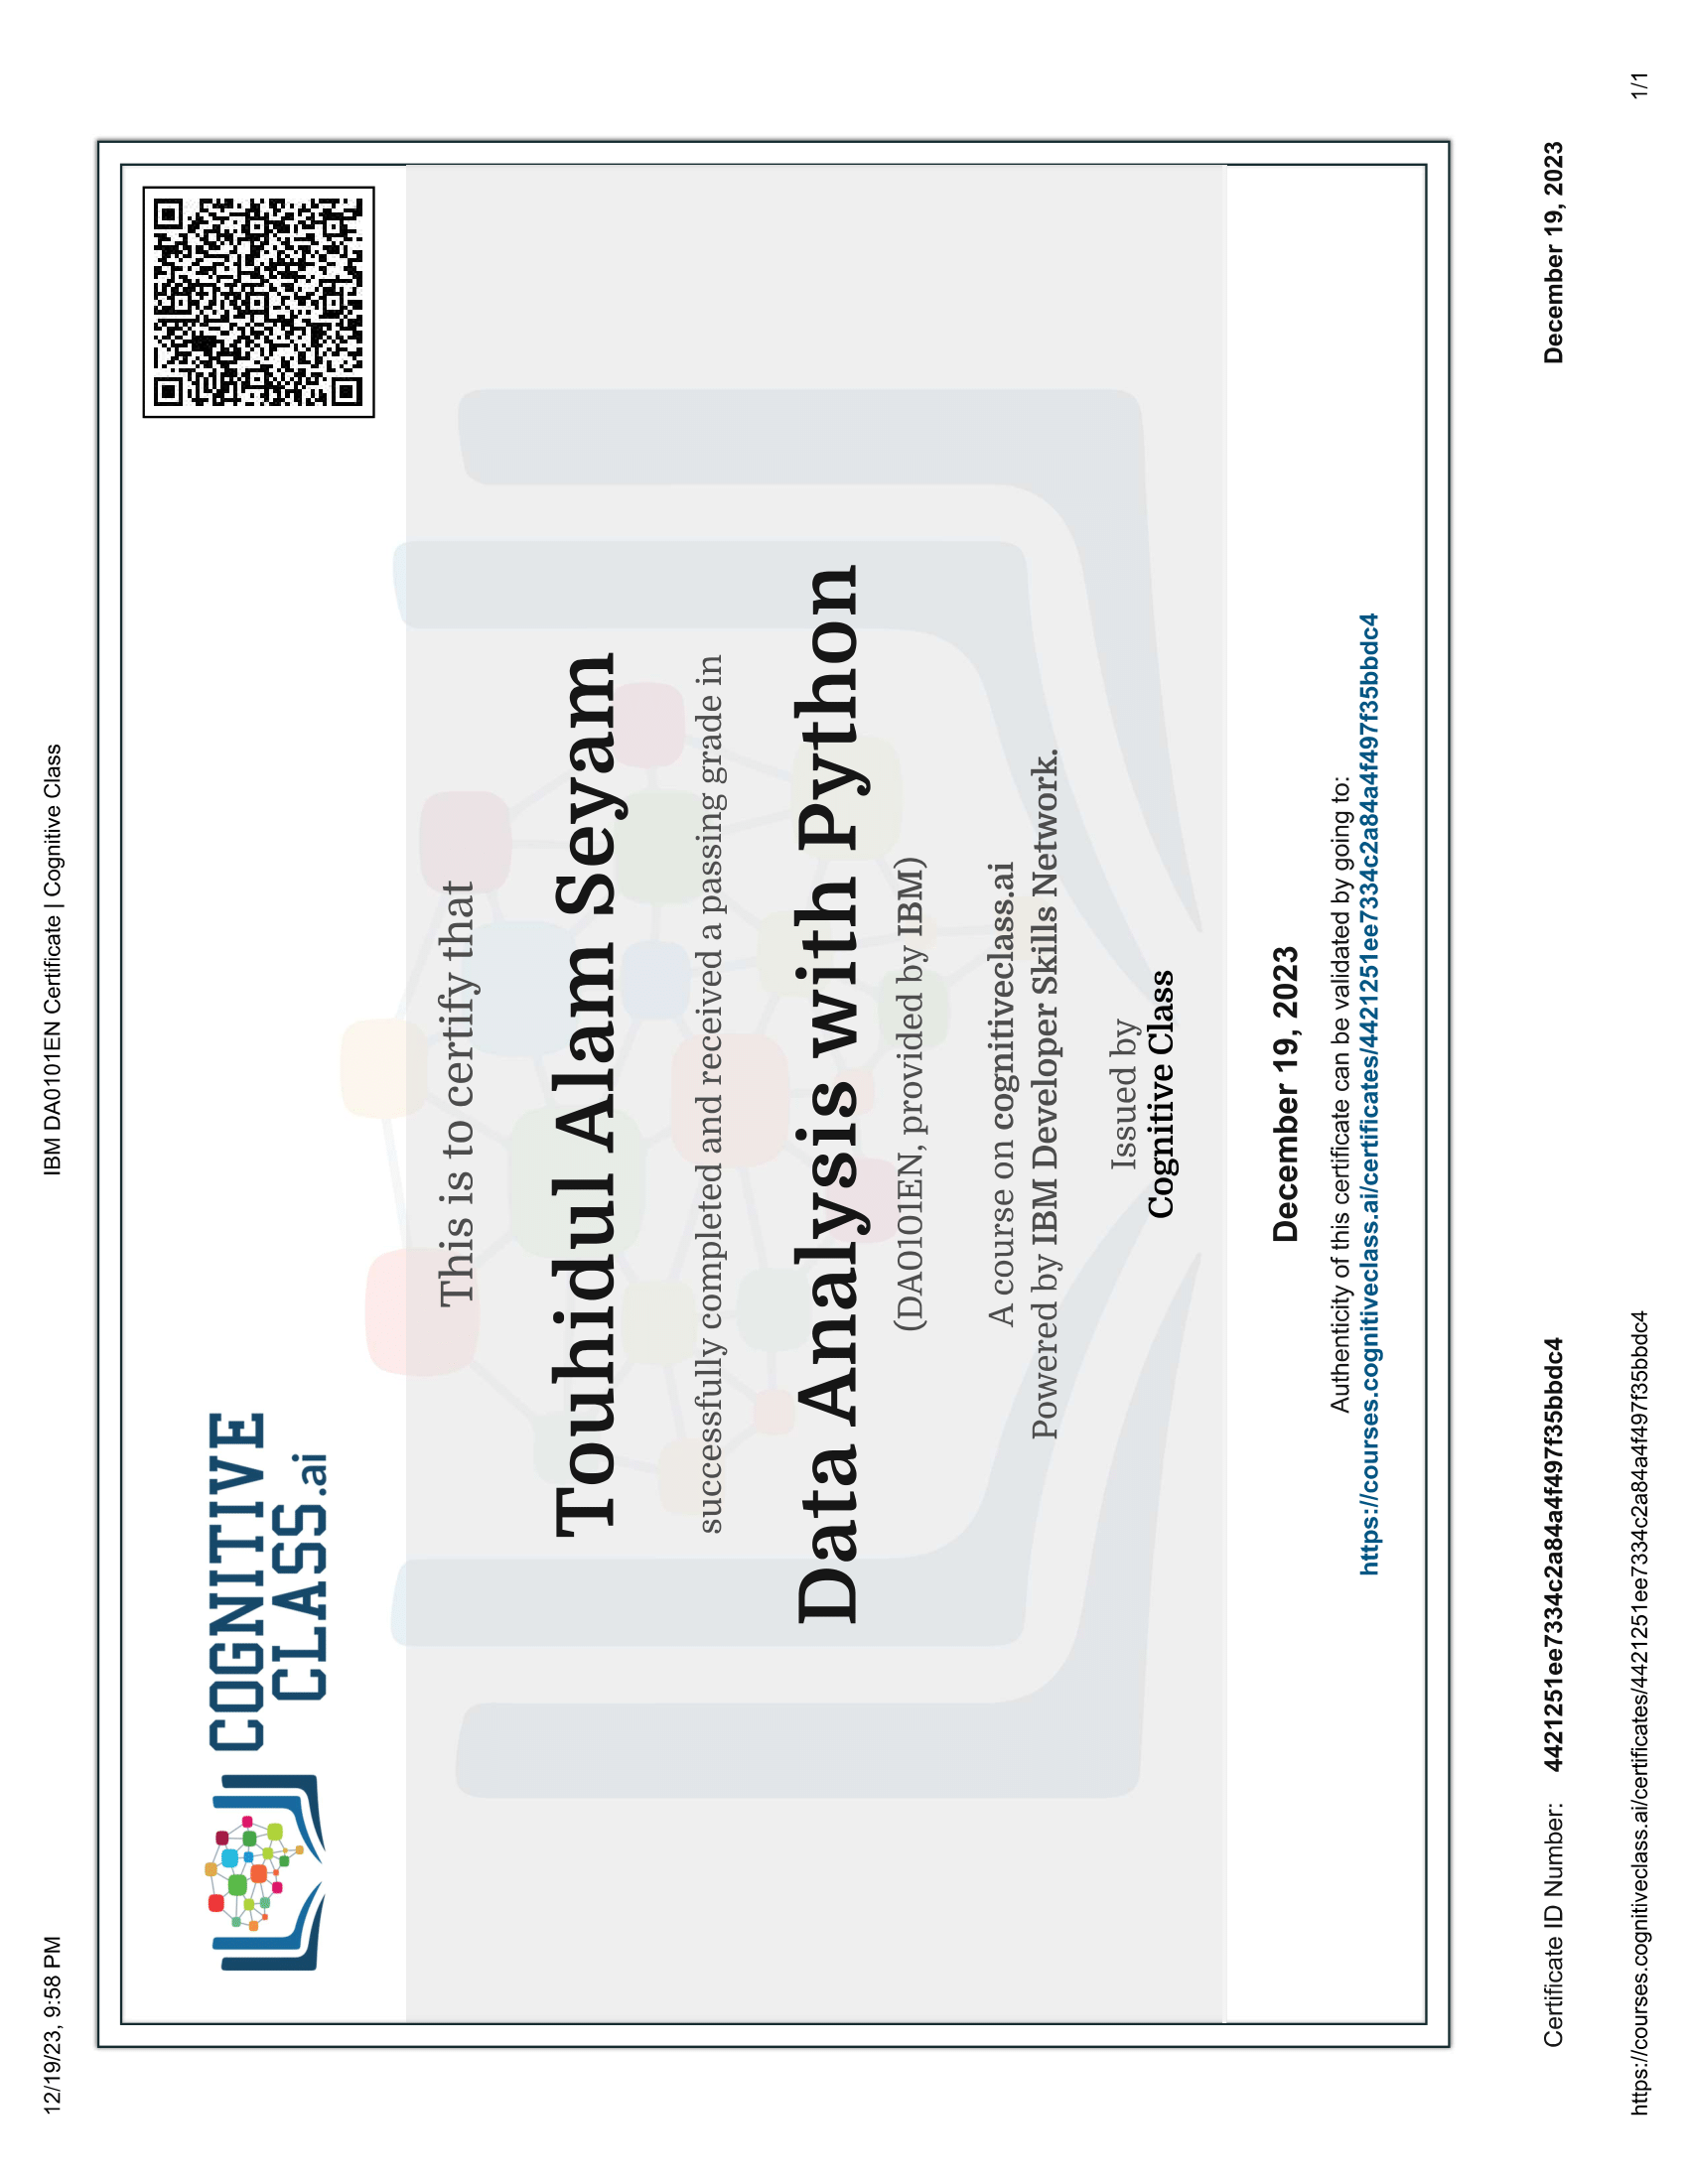 12/19/23, 9:58 PM
IBM DA0101EN Certificate | Cognitive Class
COGNITIVE
CLASS.ai
This is to certify that
Touhidul Alam Seyam
successfully completed and received a passing grade in
Data Analysis with Python
(DA0101EN, provided by IBM)
A course on cognitiveclass.ai
Powered by IBM Developer Skills Network.
Issued by
Cognitive Class
December 19, 2023
Authenticity of this certificate can be validated by going to:
https://courses.cognitiveclass.ai/certificates/4421251ee7334c2a84a4f497f35bbdc4
Certificate ID Number: 4421251ee7334c2a84a4f497f35bbdc4
December 19, 2023
https://courses.cognitiveclass.ai/certificates/4421251ee7334c2a84a4f497f35bbdc4
1/1